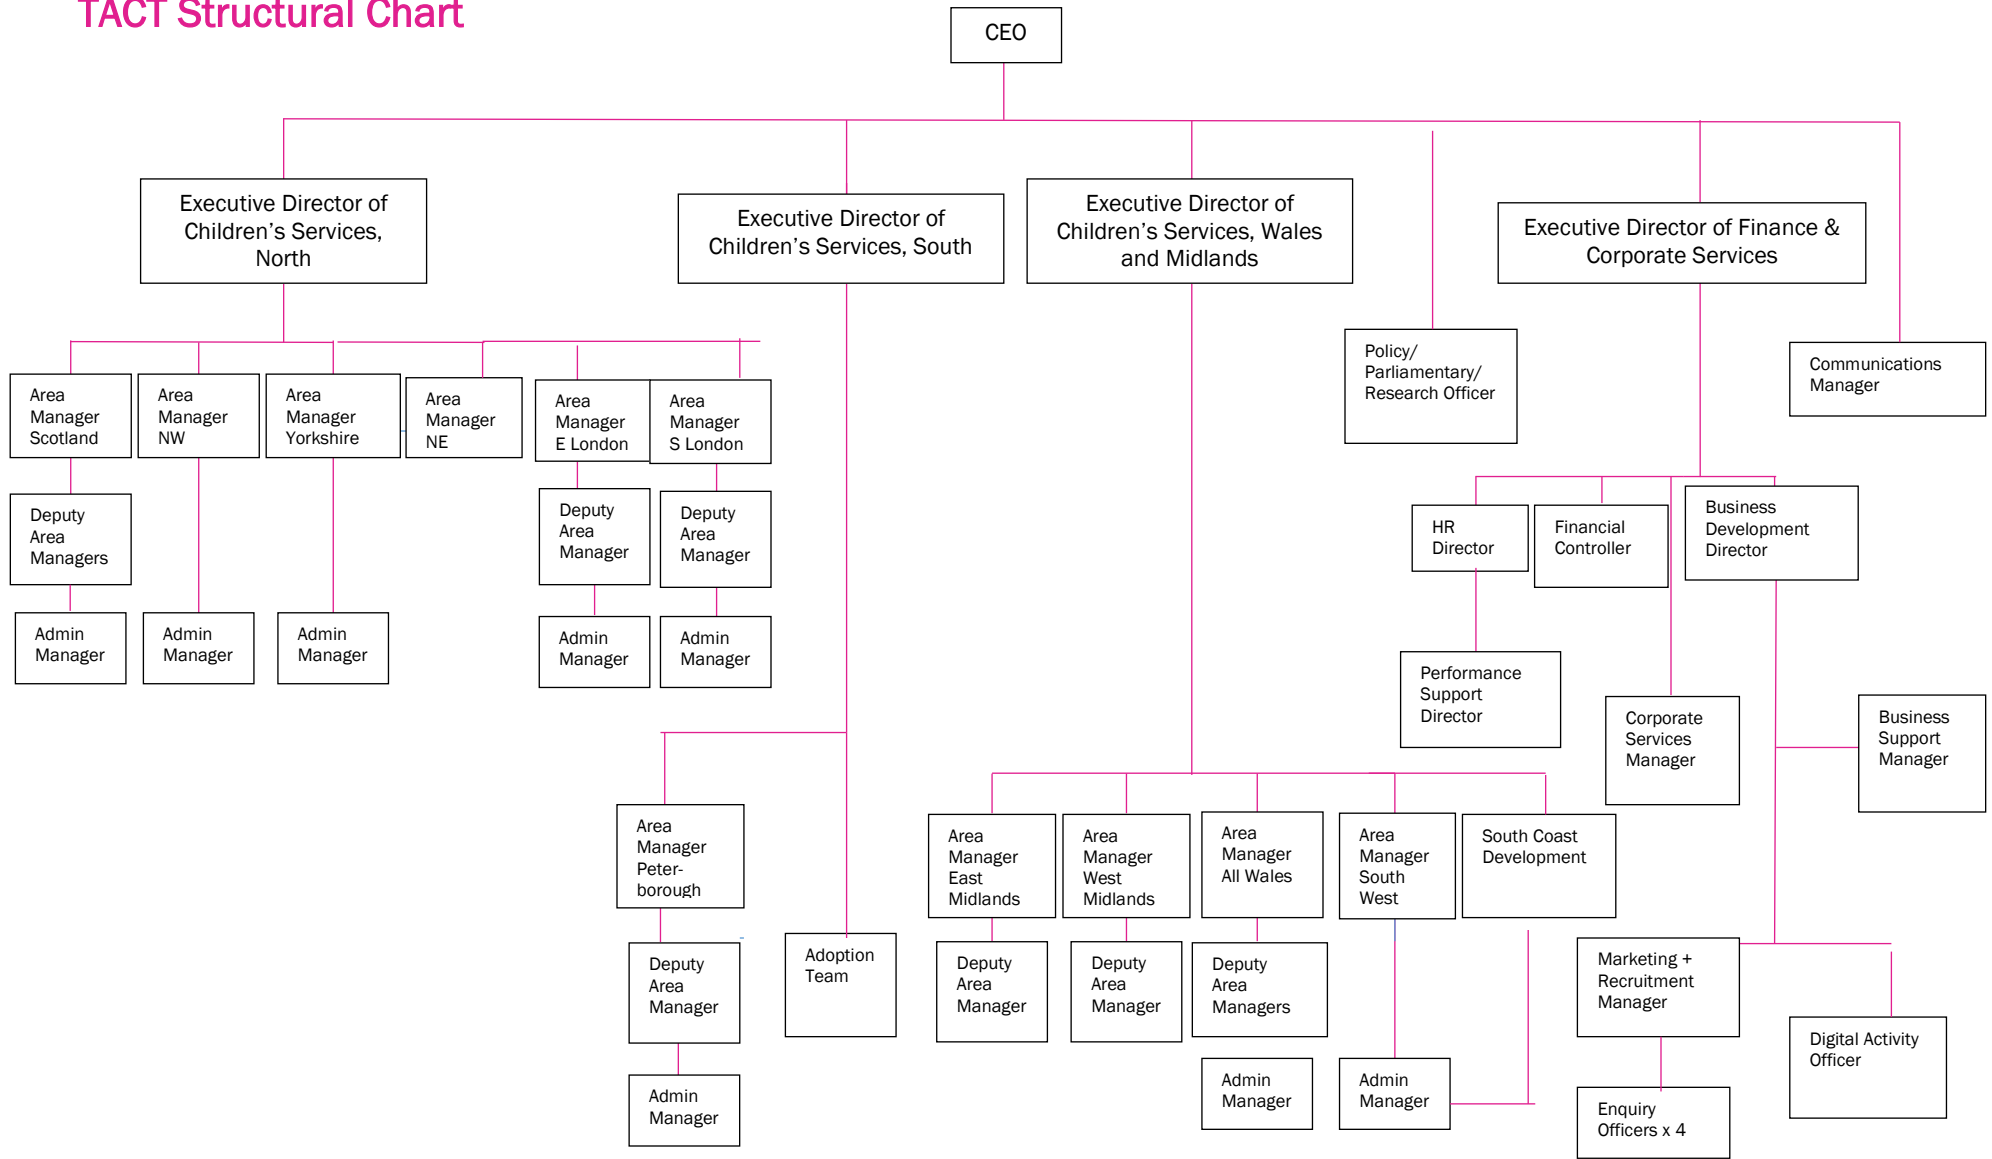 TACT Structural Chart
CEO
Executive Director of
Children's Services,
North
Executive Director of
Children's Services, South
Executive Director of
Children's Services, Wales
and Midlands
Executive Director of Finance &
Corporate Services
Policy/
Parliamentary/
Research Officer
Communications
Manager
Area
Manager
Scotland
Area
Manager
NW
Area
Manager
Yorkshire
Area
Manager
NE
Area
Manager
E London
Area
Manager
S London
Deputy
Area
Managers
Deputy
Area
Manager
Deputy
Area
Manager
HR
Director
Financial
Controller
Business
Development
Director
Admin
Manager
Admin
Manager
Admin
Manager
Admin
Manager
Admin
Manager
Performance
Support
Director
Corporate
Services
Manager
Business
Support
Manager
Area
Manager
Peter-
borough
Area
Manager
East
Midlands
Area
Manager
West
Midlands
Area
Manager
All Wales
Area
Manager
South
West
South Coast
Development
Deputy
Area
Manager
Adoption
Team
Deputy
Area
Manager
Deputy
Area
Manager
Deputy
Area
Managers
Marketing +
Recruitment
Manager
Digital Activity
Officer
Admin
Manager
Admin
Manager
Admin
Manager
Enquiry
Officers x 4